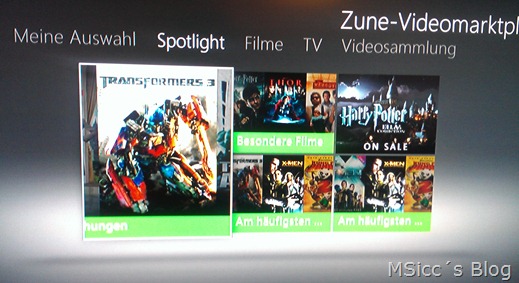 Zune-Videomarktpl
Meine Auswahl Spotlight Filme TV Videosammlung
TRANSFORMERS 3
THOR
Besondere Filme
Harry Potter
ON SALE
hungen
X-MEN
Am häufigsten ...
X-MEN
Am häufigsten ...
MSicc´s Blog